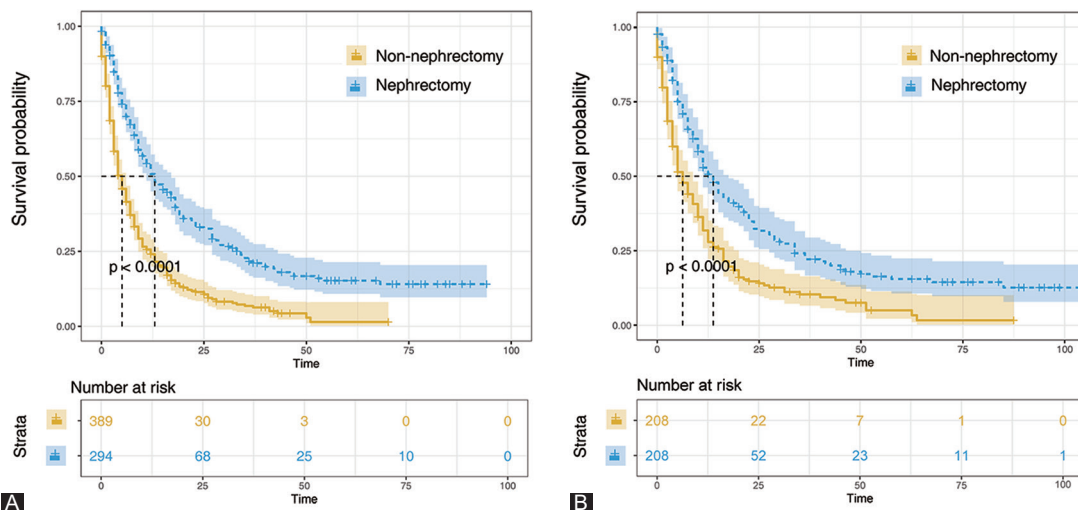 1.00
0.75
0.50
0.25
0.00
Survival probability
Non-nephrectomy
Nephrectomy
p < 0.0001
0 25 50 75 100
Time
Number at risk
Strata
389 30 3 0 0
294 68 25 10 0
0 25 50 75 100
Time
A
1.00
0.75
0.50
0.25
0.00
Survival probability
Non-nephrectomy
Nephrectomy
p < 0.0001
0 25 50 75 100
Time
Number at risk
Strata
208 22 7 1 0
208 52 23 11 1
0 25 50 75 100
Time
B